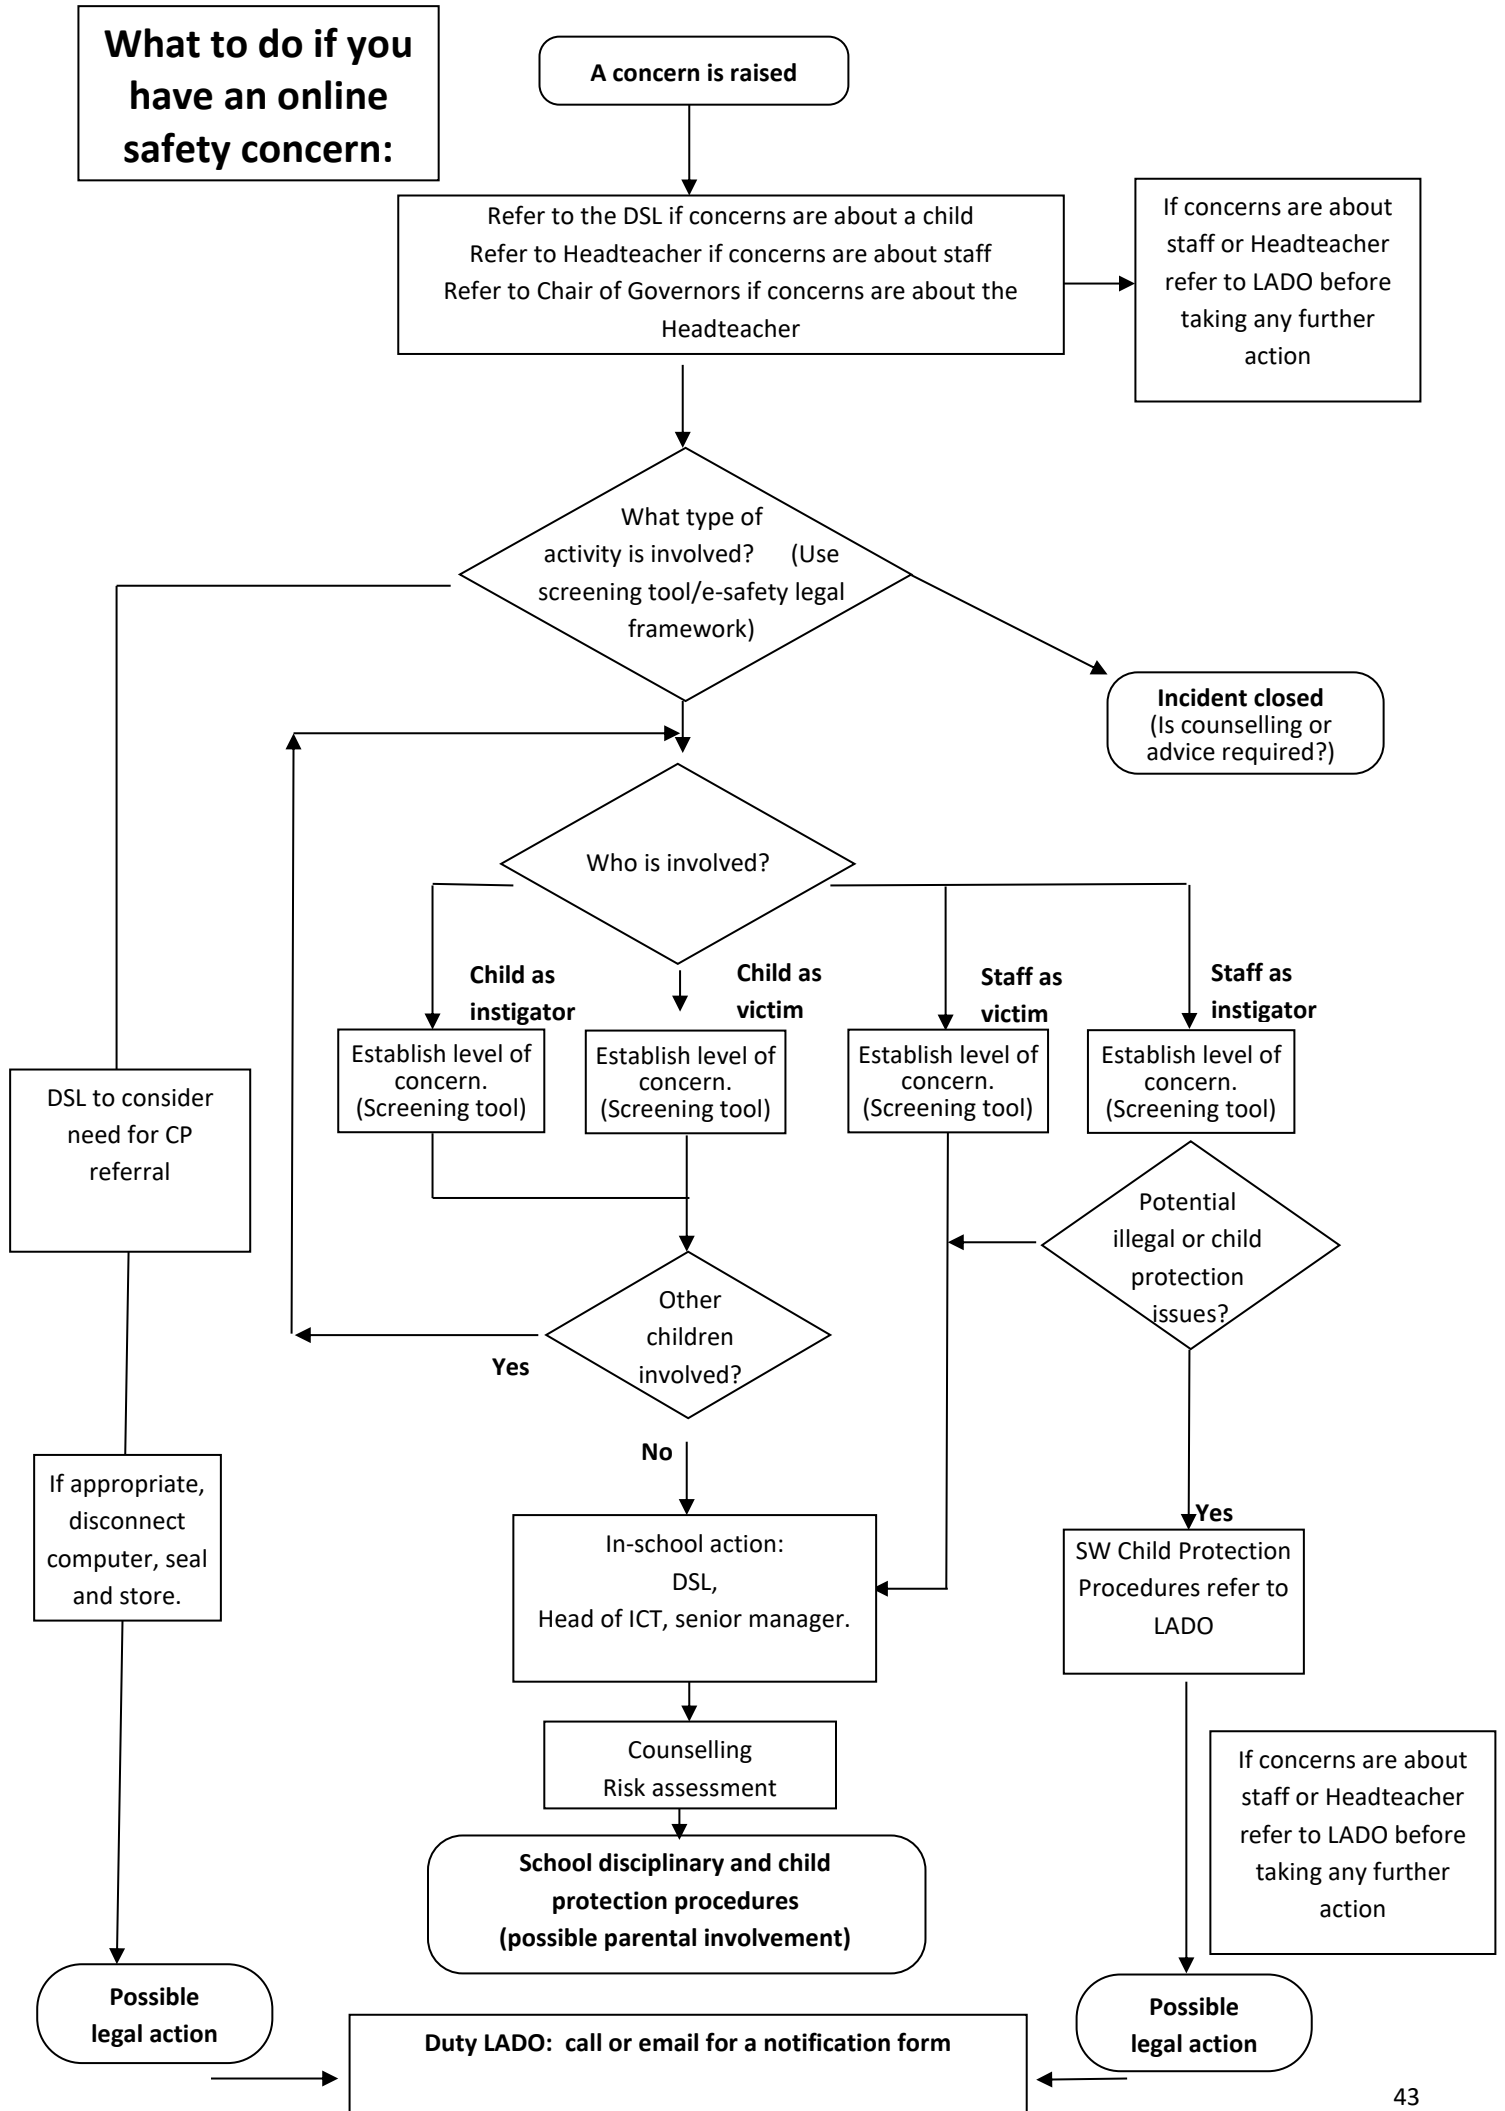 What to do if you
have an online
safety concern:
A concern is raised
Refer to the DSL if concerns are about a child
Refer to Headteacher if concerns are about staff
Refer to Chair of Governors if concerns are about the
Headteacher
If concerns are about
staff or Headteacher
refer to LADO before
taking any further
action
What type of
activity is involved? (Use
screening tool/e-safety legal
framework)
Incident closed
(Is counselling or
advice required?)
Who is involved?
Child as
instigator
Child as
victim
Staff as
victim
Staff as
instigator
Establish level of
concern.
(Screening tool)
Establish level of
concern.
(Screening tool)
Establish level of
concern.
(Screening tool)
Establish level of
concern.
(Screening tool)
DSL to consider
need for CP
referral
Potential
illegal or child
protection
issues?
Other
children
involved?
Yes
No
If appropriate,
disconnect
computer, seal
and store.
In-school action:
DSL,
Head of ICT, senior manager.
Yes
SW Child Protection
Procedures refer to
LADO
Counselling
Risk assessment
If concerns are about
staff or Headteacher
refer to LADO before
taking any further
action
School disciplinary and child
protection procedures
(possible parental involvement)
Possible
legal action
Possible
legal action
Duty LADO: call or email for a notification form
43